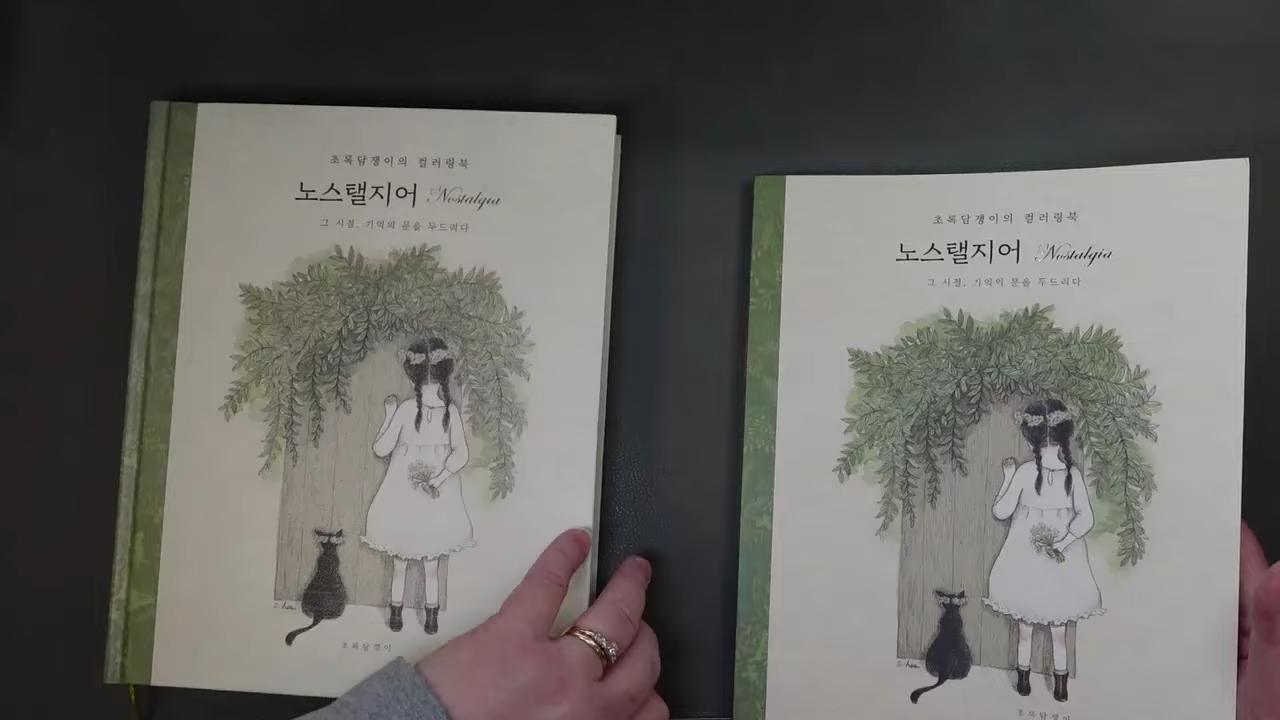 초록담쟁이의 컬러링북
노스탤지어 Nostalgia
그 시절, 기억의 문을 두드리다
초록담쟁이
초록담쟁이의 컬러링북
노스탤지어 Nostalgia
그 시절, 기억의 문을 두드리다
초록담쟁이